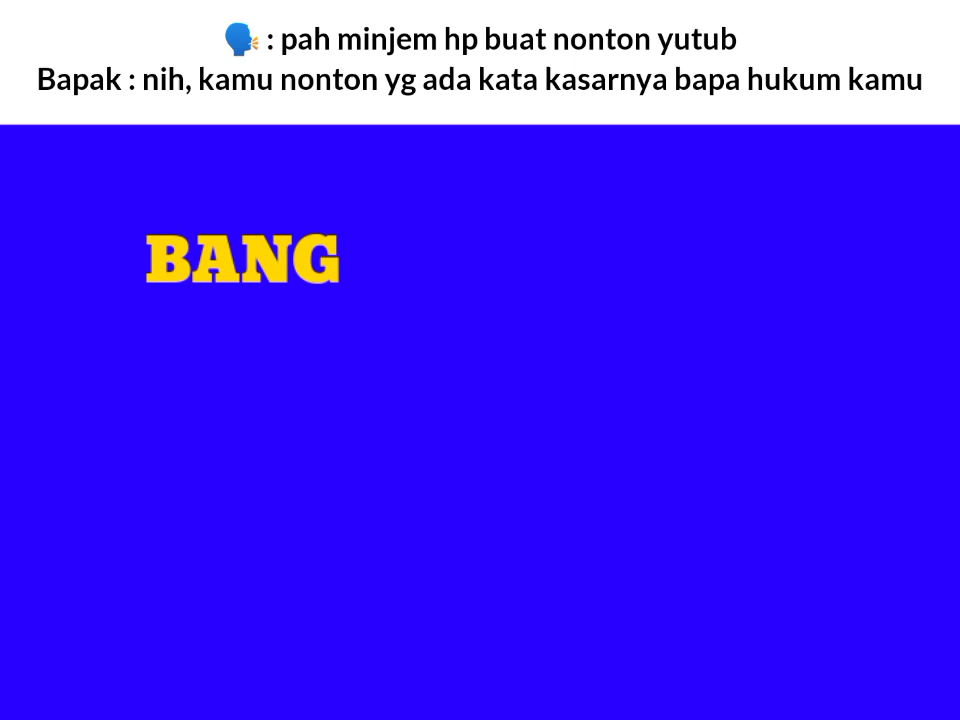 🗣️ : pah minjem hp buat nonton yutub
Bapak : nih, kamu nonton yg ada kata kasarnya bapa hukum kamu
BANG